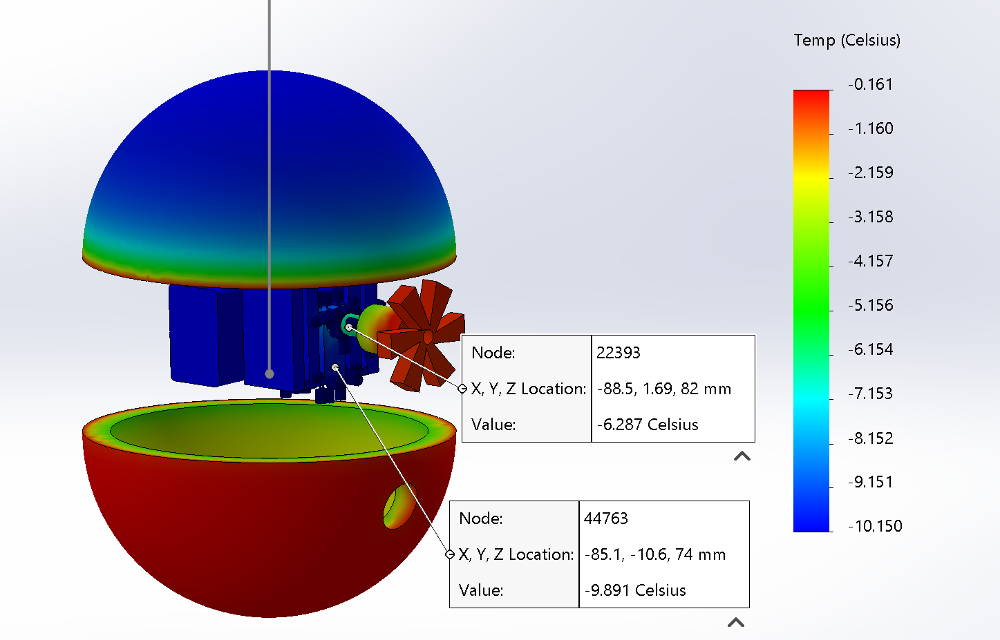 Temp (Celsius)
-0.161
-1.160
-2.159
-3.158
-4.157
-5.156
-6.154
-7.153
-8.152
-9.151
-10.150
Node: 22393
X, Y, Z Location: -88.5, 1.69, 82 mm
Value: -6.287 Celsius
Node: 44763
X, Y, Z Location: -85.1, -10.6, 74 mm
Value: -9.891 Celsius